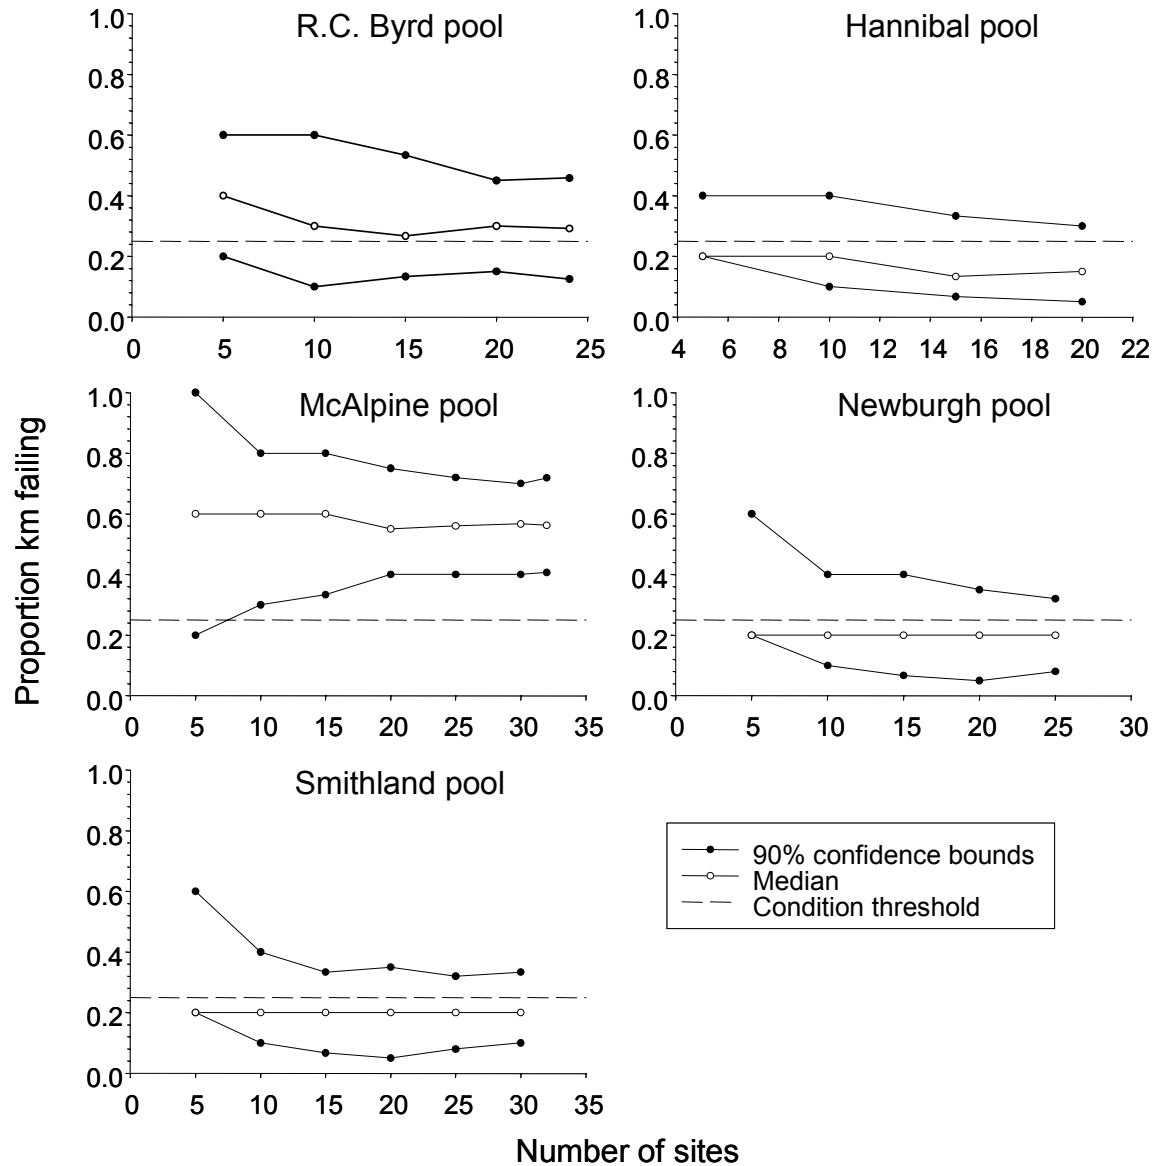 R.C. Byrd pool
1.0
0.8
0.6
0.4
0.2
0.0
0 5 10 15 20 25
Hannibal pool
1.0
0.8
0.6
0.4
0.2
0.0
4 6 8 10 12 14 16 18 20 22
Proportion km failing
McAlpine pool
1.0
0.8
0.6
0.4
0.2
0.0
0 5 10 15 20 25 30 35
Newburgh pool
1.0
0.8
0.6
0.4
0.2
0.0
0 5 10 15 20 25 30
Smithland pool
1.0
0.8
0.6
0.4
0.2
0.0
0 5 10 15 20 25 30 35
90% confidence bounds
Median
Condition threshold
Number of sites